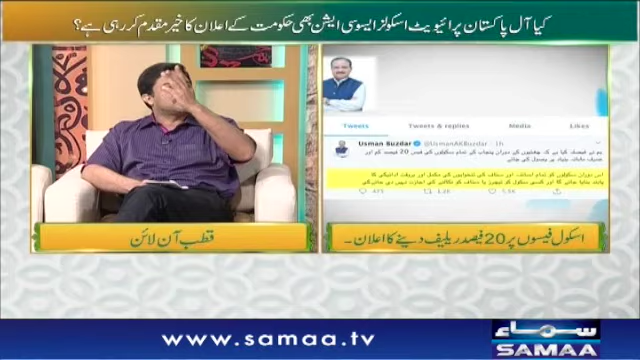 کیا آل پاکستان پرائیویٹ اسکولز ایسوسی ایشن بھی حکومت کے اعلان کا خیر مقدم کر رہی ہے؟
Tweets Tweets & replies Media Likes
Usman Buzdar @UsmanAKBuzdar · 1h
قطب آن لائن
اسکول فیسوں پر 20 فیصد ریلیف دینے کا اعلان۔
www.samaa.tv
سماء
SAMAA